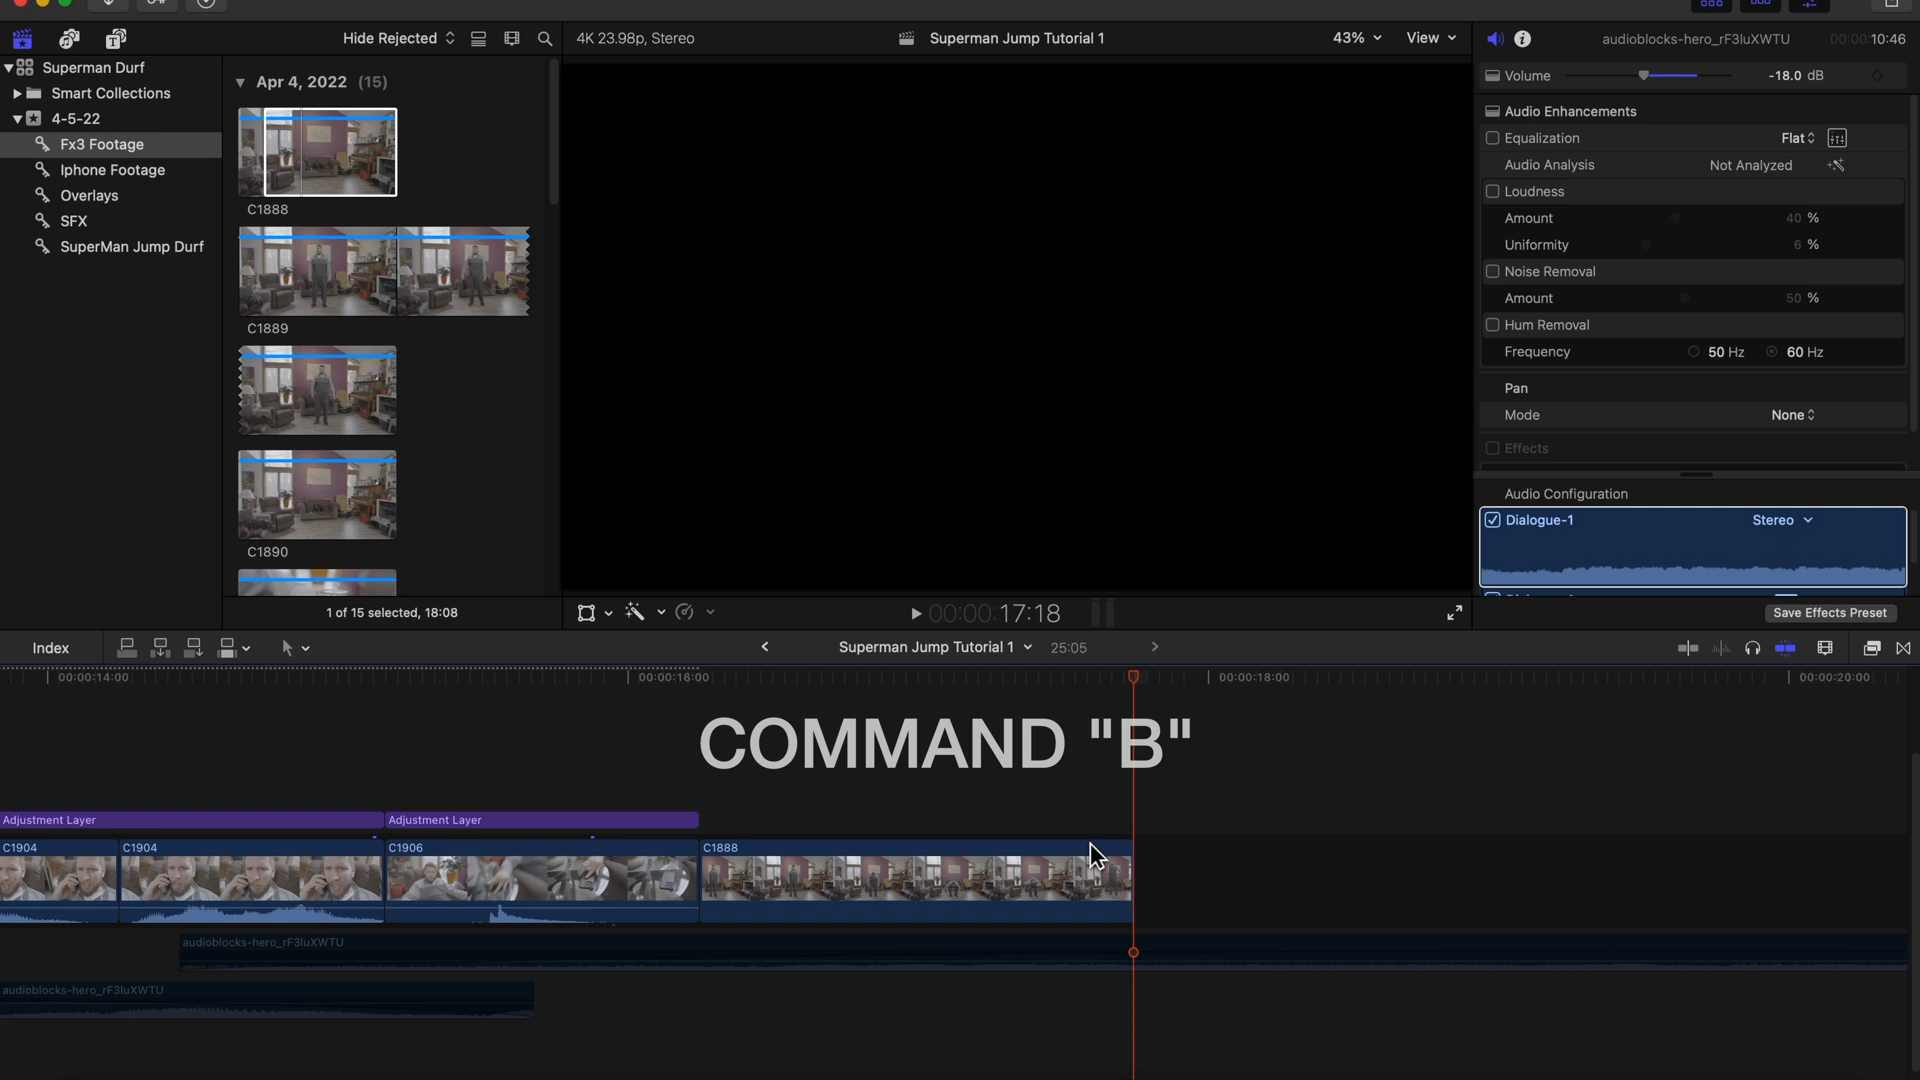 Hide Rejected
4K 23.98p, Stereo
Superman Jump Tutorial 1
43%
View
audioblocks-hero_rF3luXWTU
00:00:10:46
Superman Durf
Smart Collections
4-5-22
Fx3 Footage
Iphone Footage
Overlays
SFX
SuperMan Jump Durf
Apr 4, 2022 (15)
C1888
C1889
C1890
1 of 15 selected, 18:08
00:00:00:17:18
Volume
-18.0 dB
Audio Enhancements
Equalization
Flat
Audio Analysis
Not Analyzed
Loudness
Amount
40 %
Uniformity
6 %
Noise Removal
Amount
50 %
Hum Removal
Frequency
50 Hz
60 Hz
Pan
Mode
None
Effects
Audio Configuration
Dialogue-1
Stereo
Save Effects Preset
Index
Superman Jump Tutorial 1
25:05
00:00:14:00
00:00:16:00
00:00:18:00
00:00:20:00
COMMAND "B"
Adjustment Layer
Adjustment Layer
C1904
C1904
C1906
C1888
audioblocks-hero_rF3luXWTU
audioblocks-hero_rF3luXWTU